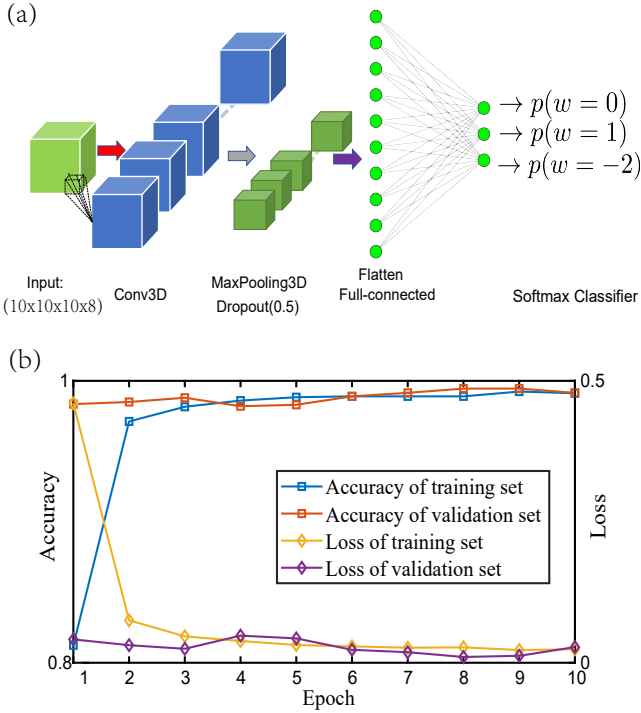 (a)
→ p(w = 0)
→ p(w = 1)
→ p(w = −2)
Input:
(10x10x10x8)
Conv3D
MaxPooling3D
Dropout(0.5)
Flatten
Full-connected
Softmax Classifier
(b)
1
0.5
Accuracy
Accuracy of training set
Accuracy of validation set
Loss of training set
Loss of validation set
Loss
0.8
0
1 2 3 4 5 6 7 8 9 10
Epoch